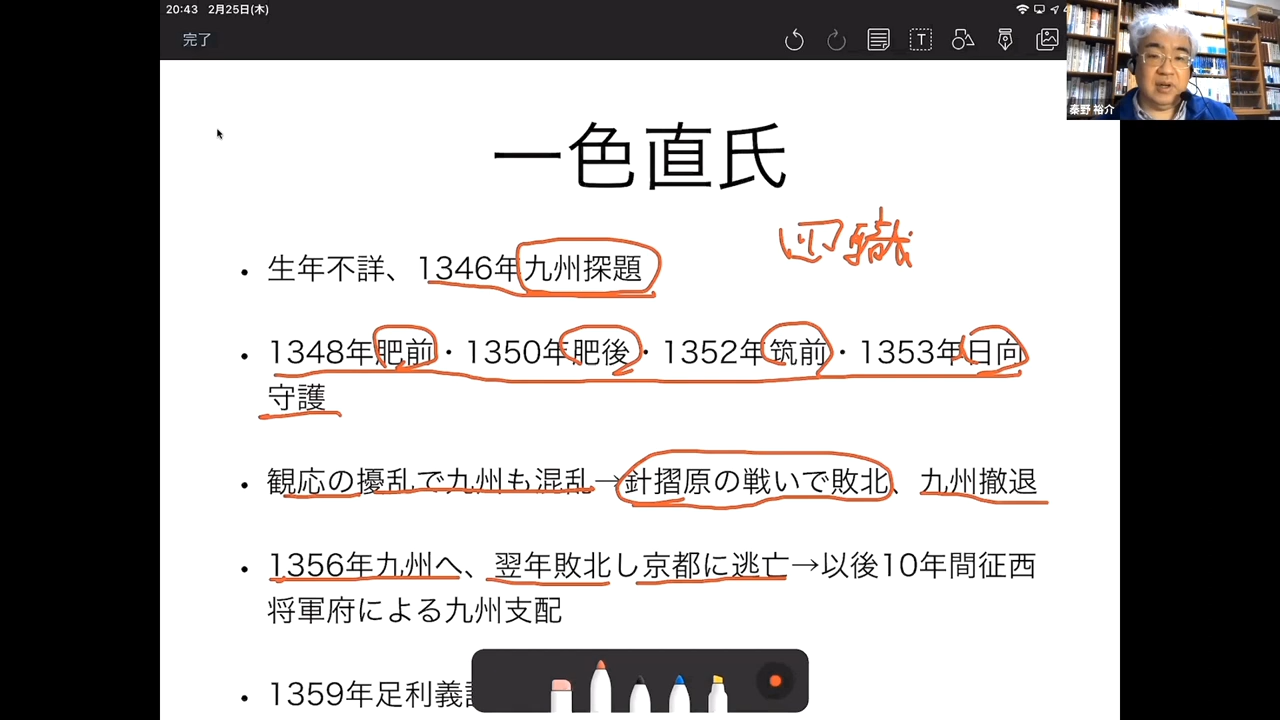 20:43 2月25日(木)
完了
秦野 裕介
一色直氏
四職
・生年不詳、1346年九州探題
・1348年肥前・1350年肥後・1352年筑前・1353年日向
守護
・観応の擾乱で九州も混乱→針摺原の戦いで敗北、九州撤退
・1356年九州へ、翌年敗北し京都に逃亡→以後10年間征西
将軍府による九州支配
・1359年足利義